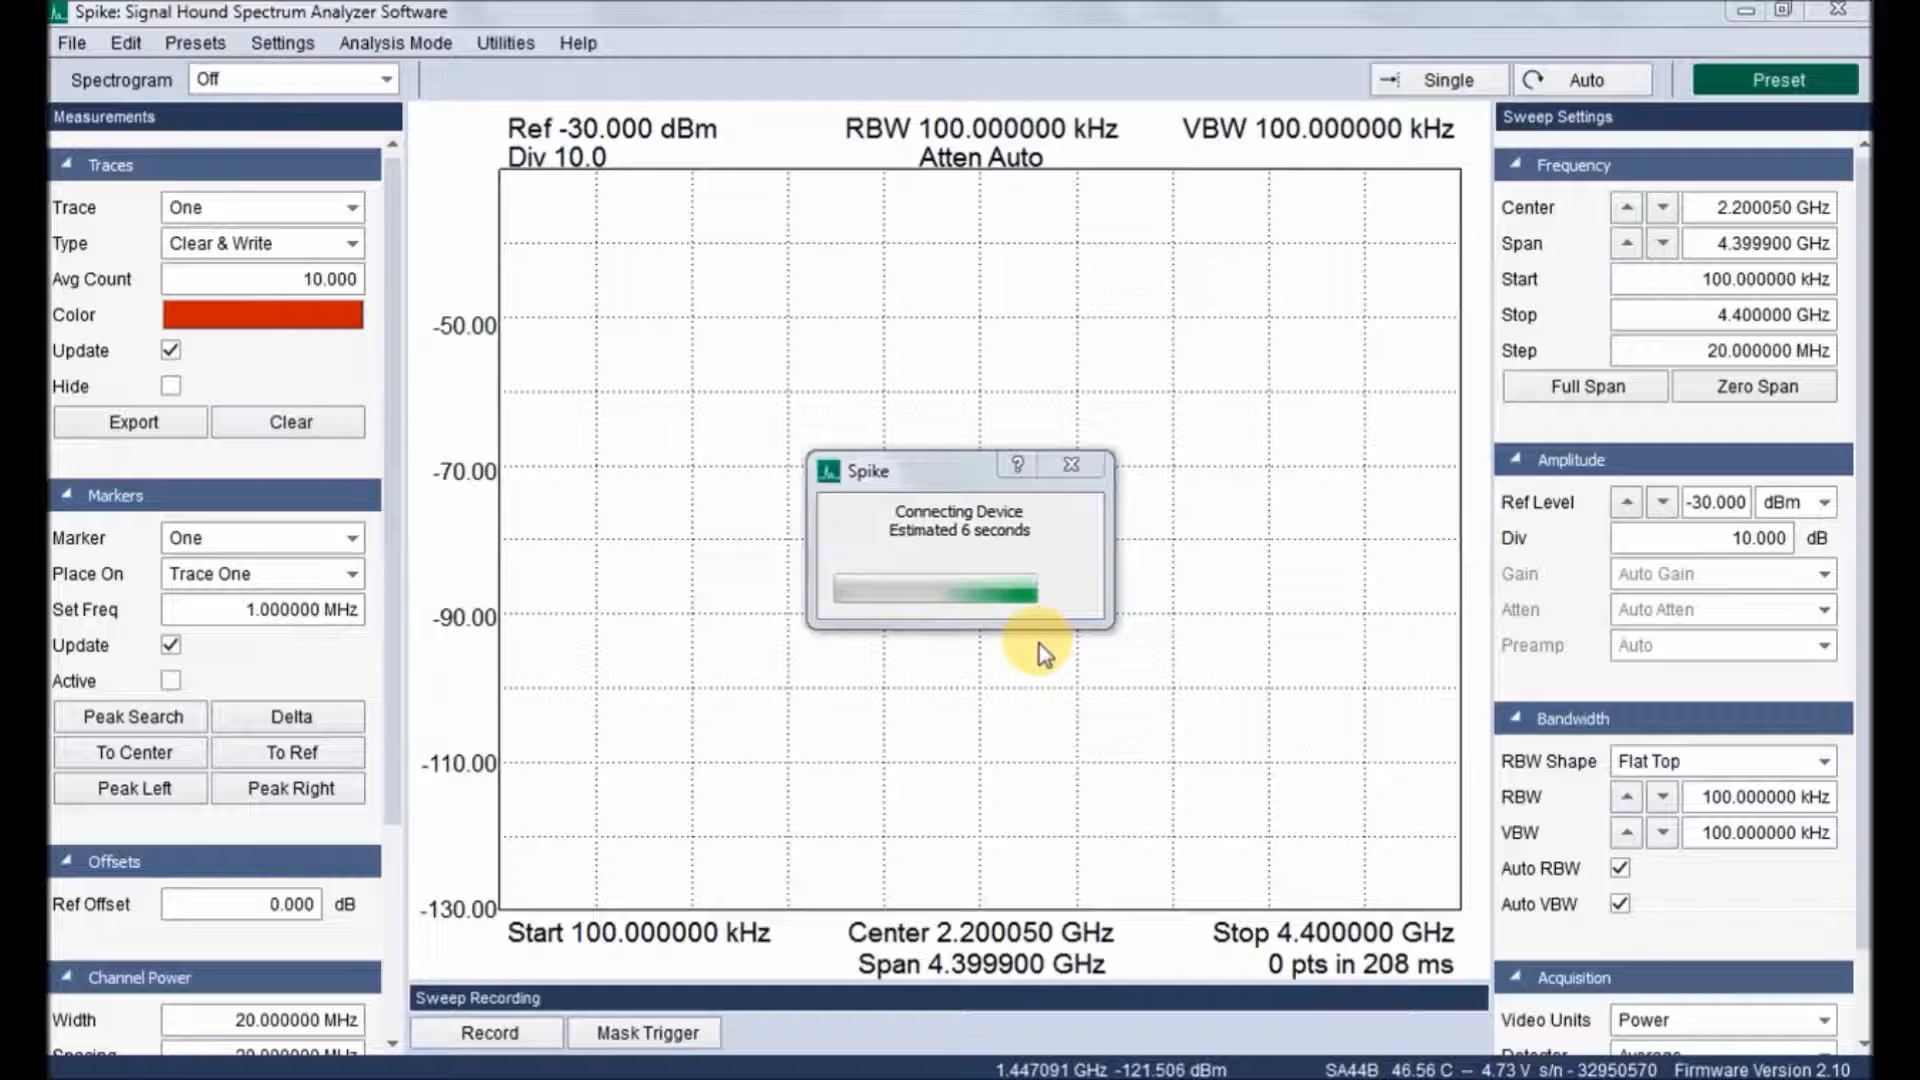 Spike: Signal Hound Spectrum Analyzer Software
File Edit Presets Settings Analysis Mode Utilities Help
Spectrogram Off Single Auto Preset
Measurements
Traces
Trace One
Type Clear & Write
Avg Count 10.000
Color
Update
Hide
Export Clear
Markers
Marker One
Place On Trace One
Set Freq 1.000000 MHz
Update
Active
Peak Search Delta
To Center To Ref
Peak Left Peak Right
Offsets
Ref Offset 0.000 dB
Channel Power
Width 20.000000 MHz
Spacing 20.000000 MHz
Ref -30.000 dBm RBW 100.000000 kHz VBW 100.000000 kHz
Div 10.0 Atten Auto
-50.00
-70.00
-90.00
-110.00
-130.00
Spike
Connecting Device
Estimated 6 seconds
Start 100.000000 kHz Center 2.200050 GHz Stop 4.400000 GHz
Span 4.399900 GHz 0 pts in 208 ms
Sweep Recording
Record Mask Trigger
Sweep Settings
Frequency
Center 2.200050 GHz
Span 4.399900 GHz
Start 100.000000 kHz
Stop 4.400000 GHz
Step 20.000000 MHz
Full Span Zero Span
Amplitude
Ref Level -30.000 dBm
Div 10.000 dB
Gain Auto Gain
Atten Auto Atten
Preamp Auto
Bandwidth
RBW Shape Flat Top
RBW 100.000000 kHz
VBW 100.000000 kHz
Auto RBW
Auto VBW
Acquisition
Video Units Power
Detector Average
1.447091 GHz -121.506 dBm SA44B 46.56 C -- 4.73 V s/n - 32950570 Firmware Version 2.10